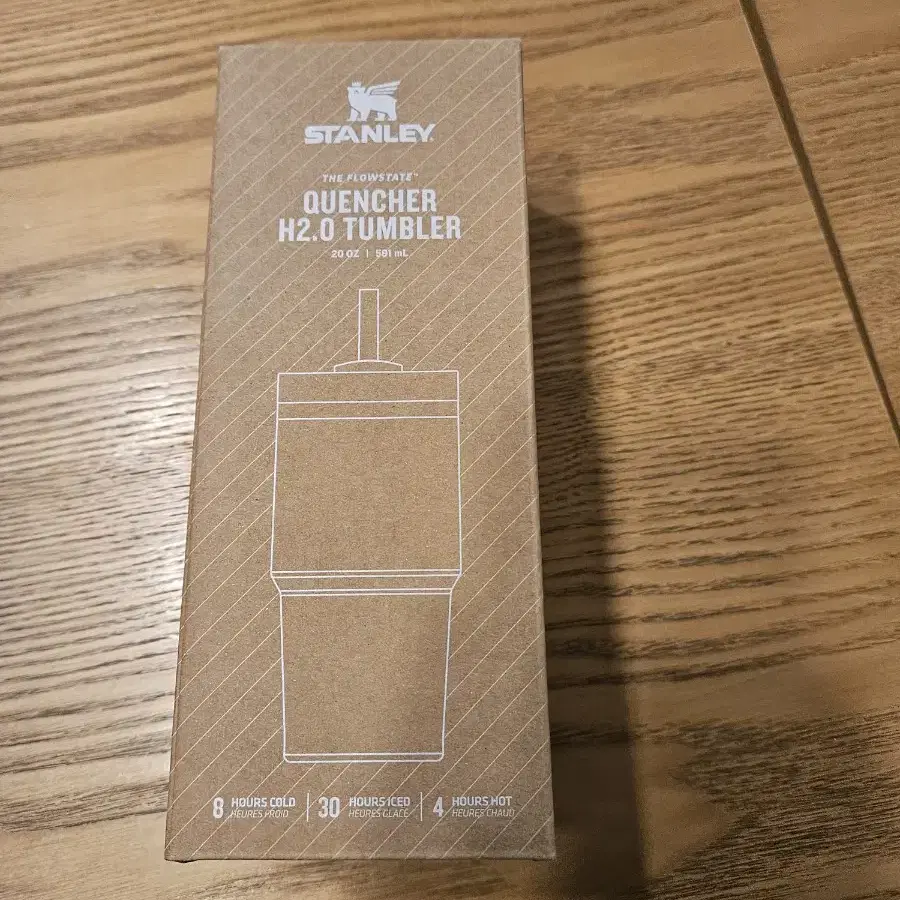 STANLEY.
THE FLOWSTATE™
QUENCHER
H2.0 TUMBLER
20 OZ | 591 mL
8 HOURS COLD
HEURES FROID
30 HOURS ICED
HEURES GLACÉ
4 HOURS HOT
HEURES CHAUD